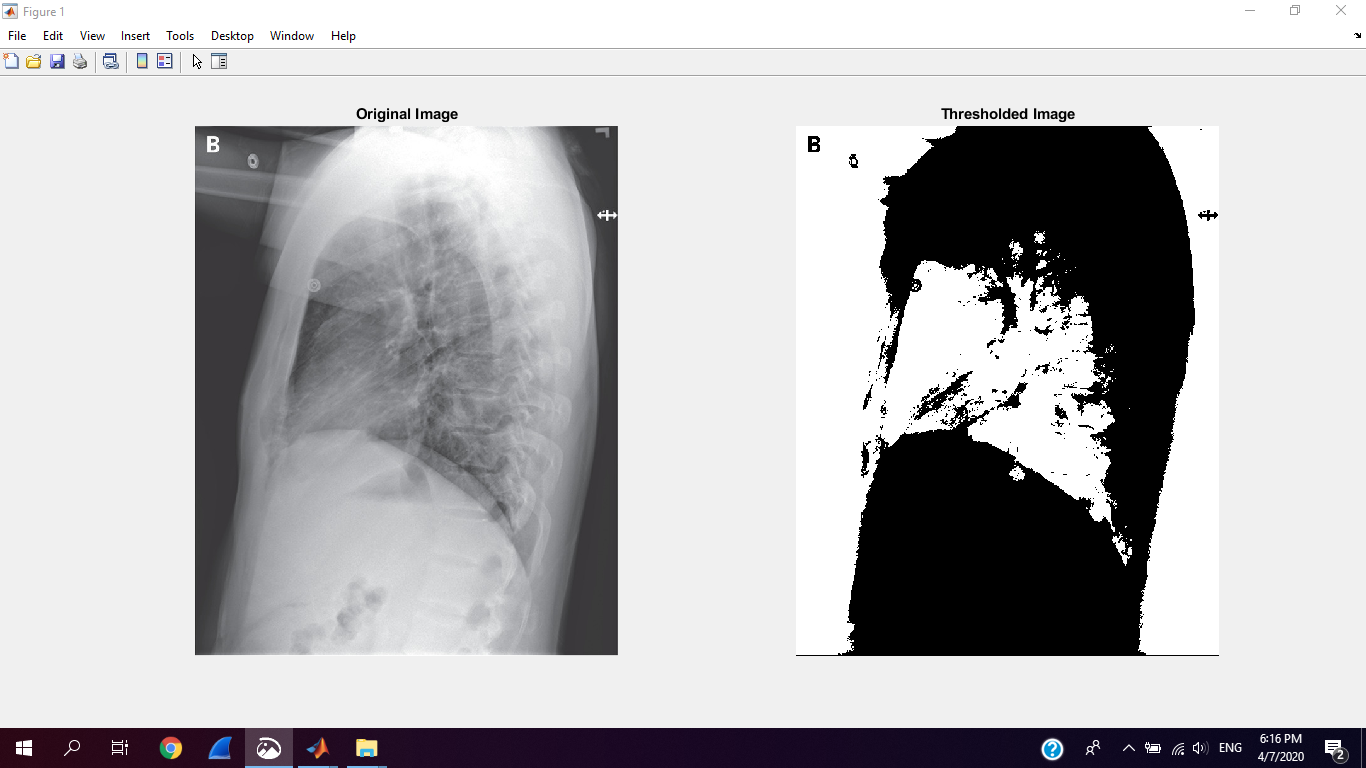 Figure 1
File Edit View Insert Tools Desktop Window Help
Original Image
Thresholded Image
B
B
6:16 PM
ENG
4/7/2020
2